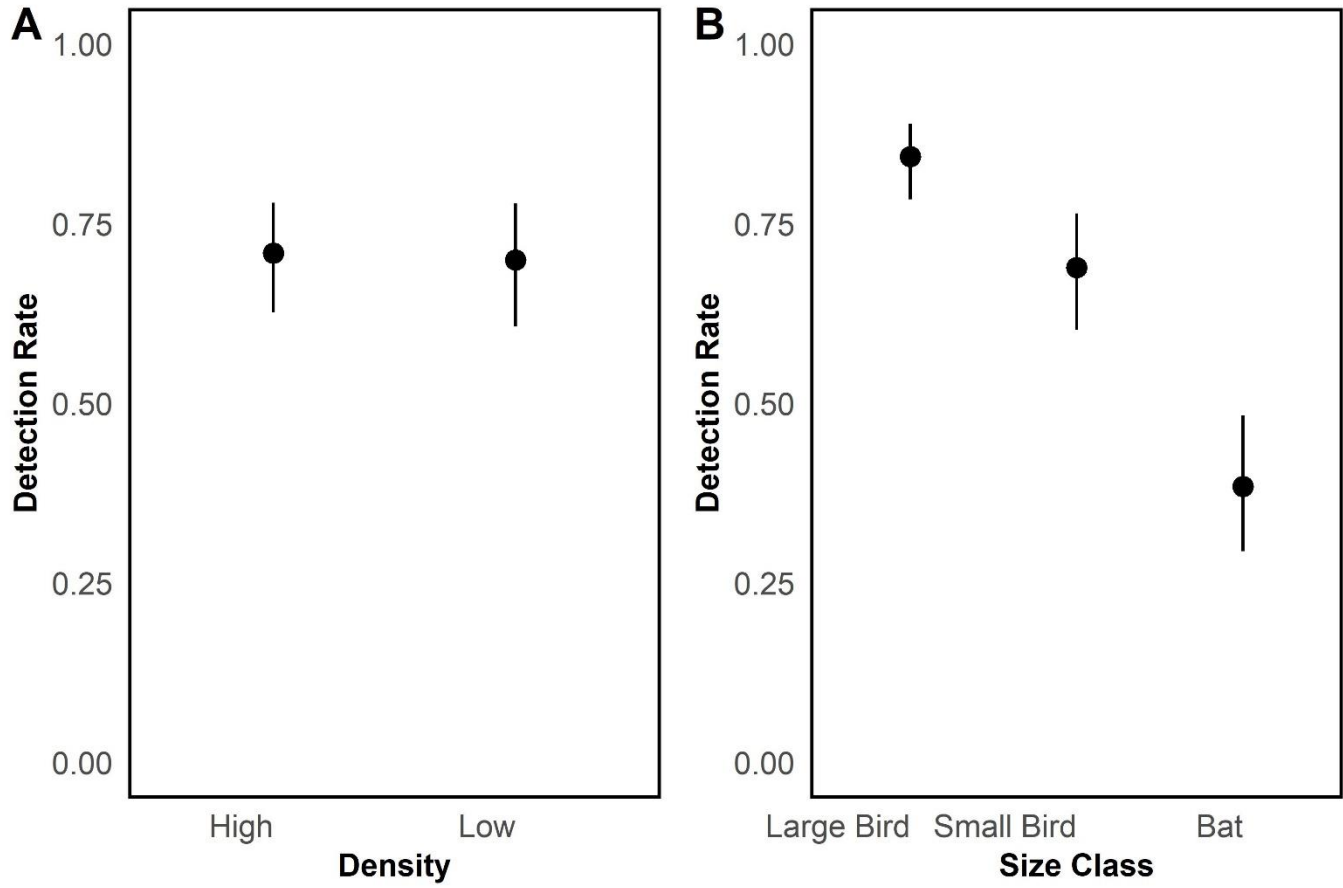 A
1.00
0.75
0.50
0.25
0.00
Detection Rate
High Low
Density
B
1.00
0.75
0.50
0.25
0.00
Detection Rate
Large Bird Small Bird Bat
Size Class